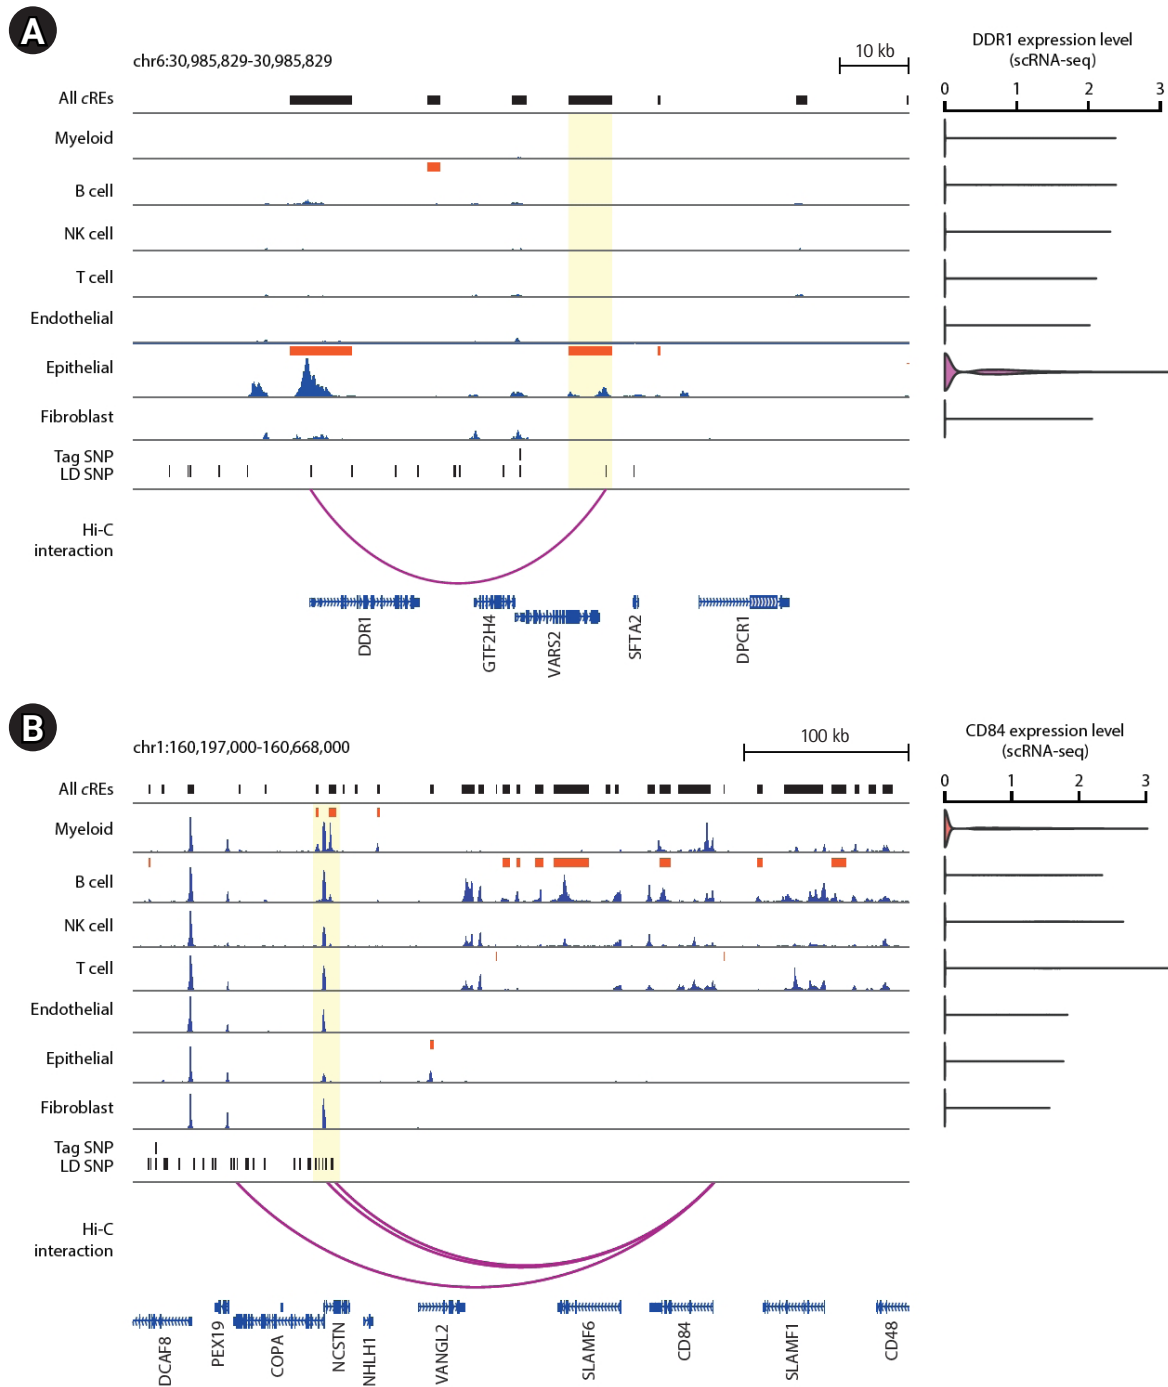 A
chr6:30,985,829-30,985,829
10 kb
DDR1 expression level
(scRNA-seq)
0 1 2 3
All cREs
Myeloid
B cell
NK cell
T cell
Endothelial
Epithelial
Fibroblast
Tag SNP
LD SNP
Hi-C
interaction
DDR1
GTF2H4
VARS2
SFTA2
DPCR1
B
chr1:160,197,000-160,668,000
100 kb
CD84 expression level
(scRNA-seq)
0 1 2 3
All cREs
Myeloid
B cell
NK cell
T cell
Endothelial
Epithelial
Fibroblast
Tag SNP
LD SNP
Hi-C
interaction
DCAF8
PEX19
COPA
NCSTN
NHLH1
VANGL2
SLAMF6
CD84
SLAMF1
CD48